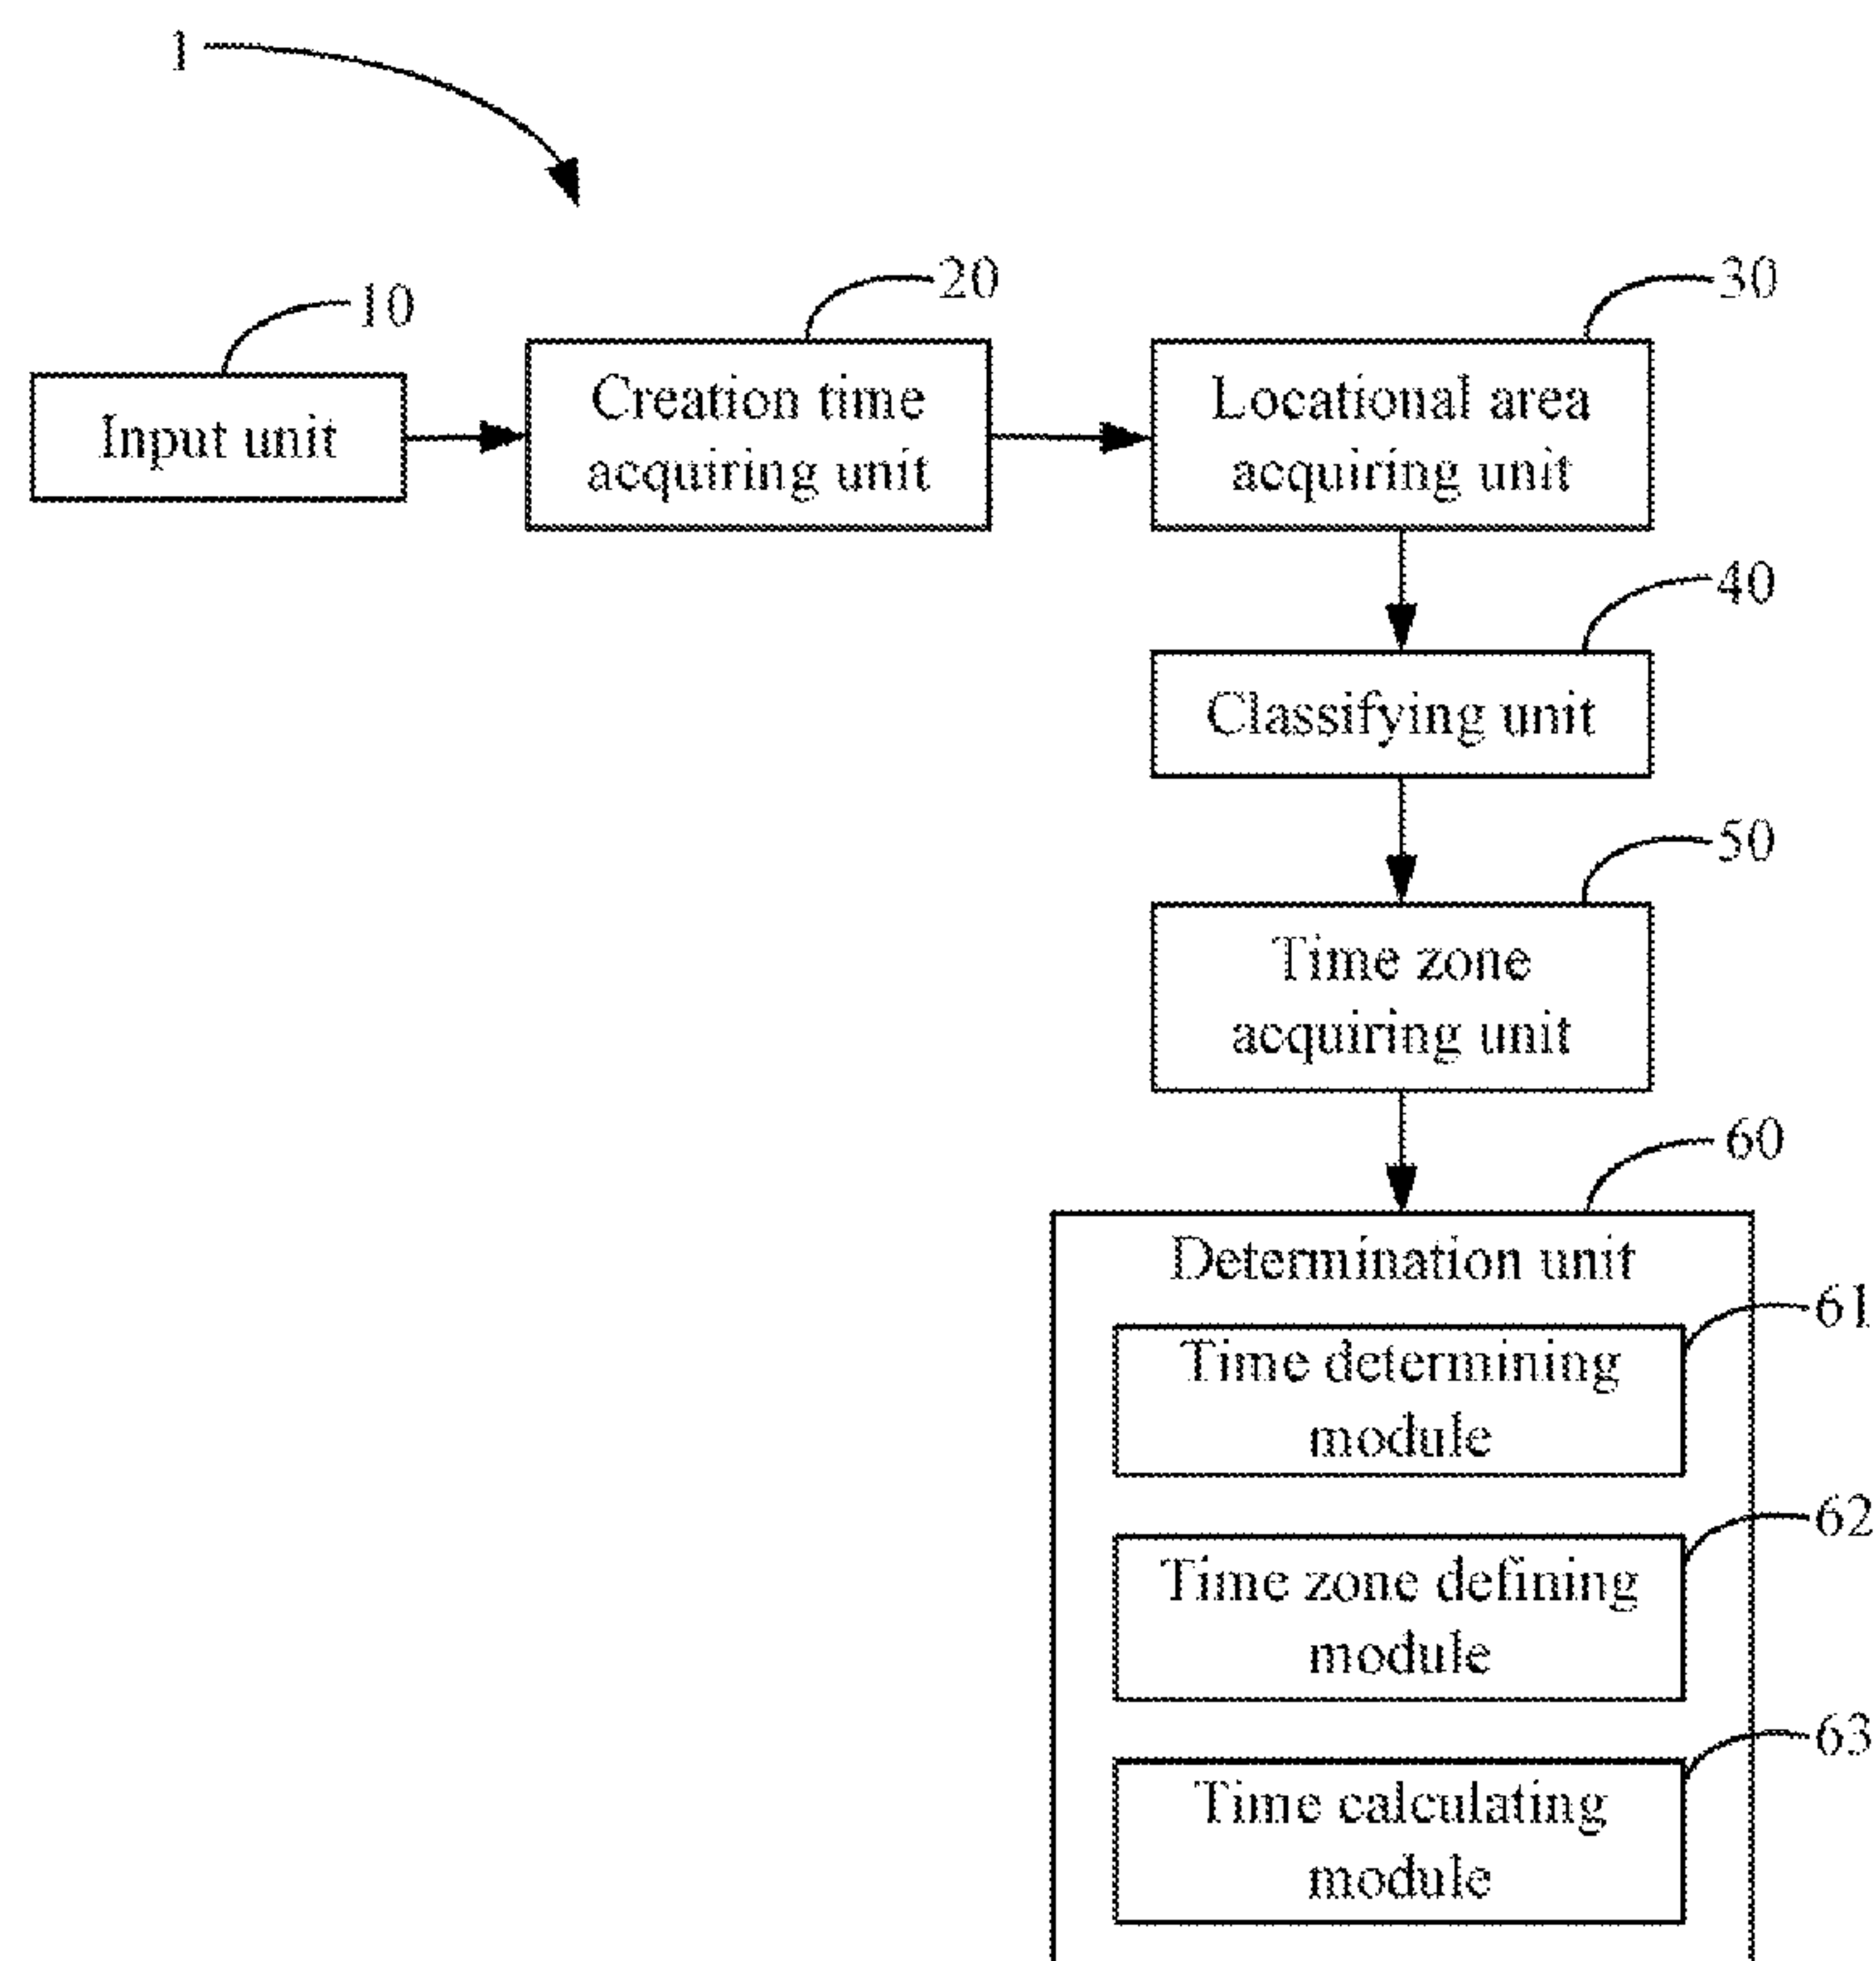 1
10
Input unit
20
Creation time
acquiring unit
30
Locational area
acquiring unit
40
Classifying unit
50
Time zone
acquiring unit
60
Determination unit
61
Time determining
module
62
Time zone defining
module
63
Time calculating
module